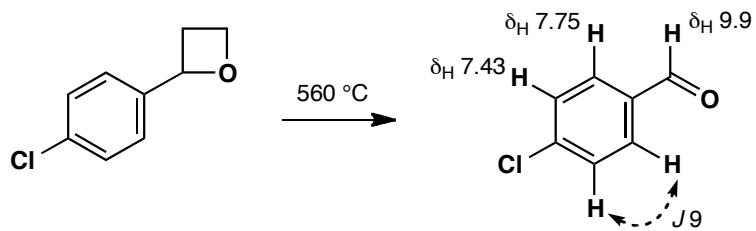 δH 7.75 H H δH 9.9
δH 7.43 H
O
560 °C
O
Cl
Cl
H
H
J 9